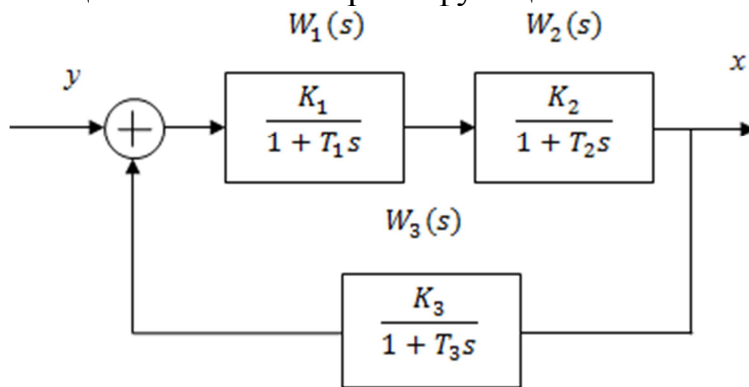 W₁(s) W₂(s)
y x
+
K₁ / (1 + T₁s) K₂ / (1 + T₂s)
W₃(s)
K₃ / (1 + T₃s)